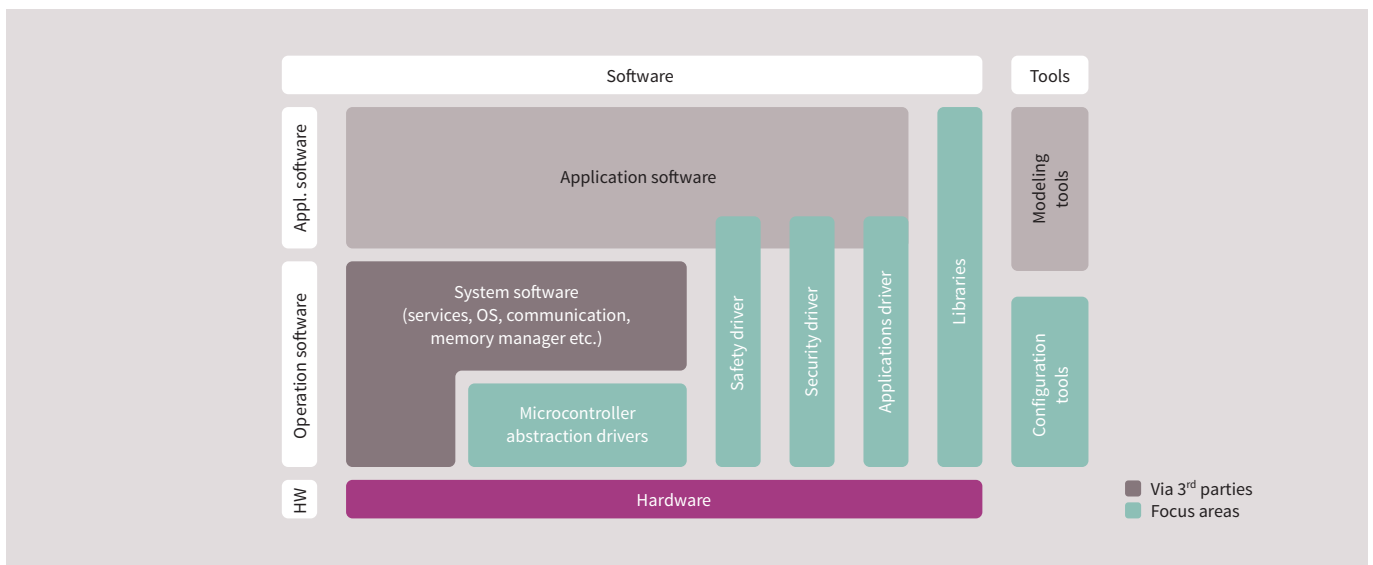 Software
Tools
Appl. software
Application software
Modeling
tools
Operation software
System software
(services, OS, communication,
memory manager etc.)
Microcontroller
abstraction drivers
Safety driver
Security driver
Applications driver
Libraries
Configuration
tools
HW
Hardware
Via 3rd parties
Focus areas